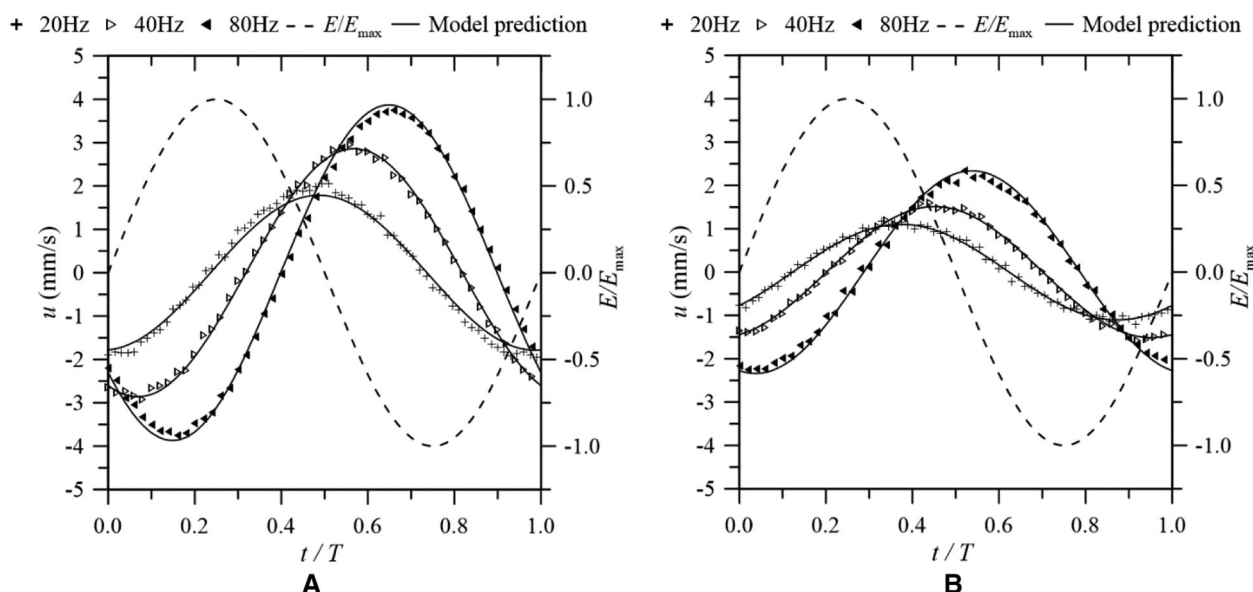 + 20Hz ▷ 40Hz ◀ 80Hz – – E/Emax — Model prediction
5
4
3
2
1
0
-1
-2
-3
-4
-5
u (mm/s)
1.0
0.5
0.0
-0.5
-1.0
E/Emax
0.0 0.2 0.4 0.6 0.8 1.0
t / T
A
+ 20Hz ▷ 40Hz ◀ 80Hz – – E/Emax — Model prediction
5
4
3
2
1
0
-1
-2
-3
-4
-5
u (mm/s)
1.0
0.5
0.0
-0.5
-1.0
E/Emax
0.0 0.2 0.4 0.6 0.8 1.0
t / T
B